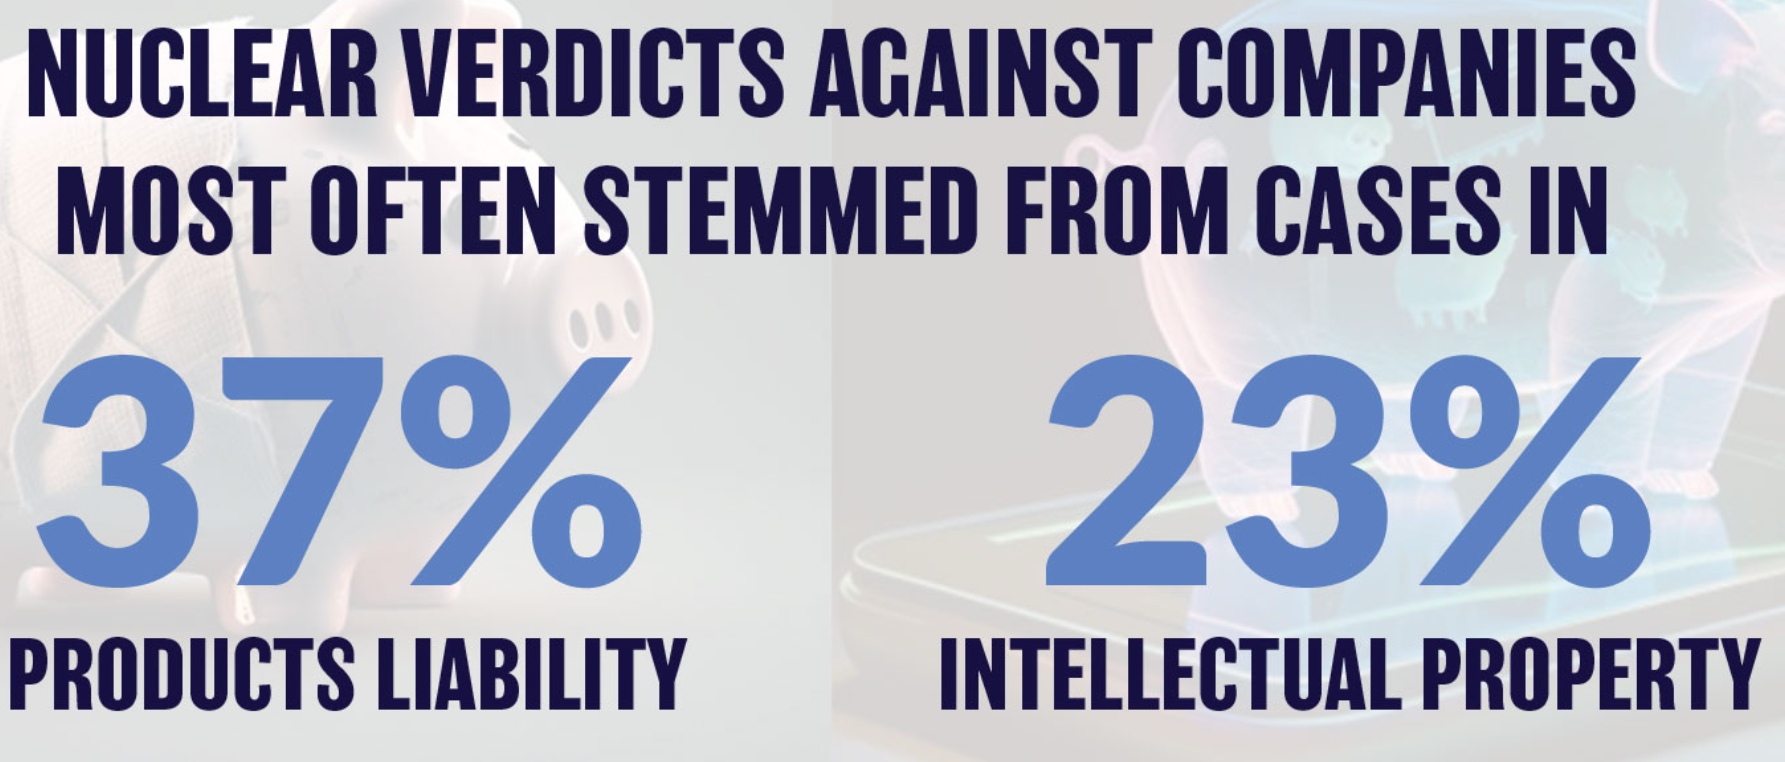 NUCLEAR VERDICTS AGAINST COMPANIES
MOST OFTEN STEMMED FROM CASES IN
37%
PRODUCTS LIABILITY
23%
INTELLECTUAL PROPERTY